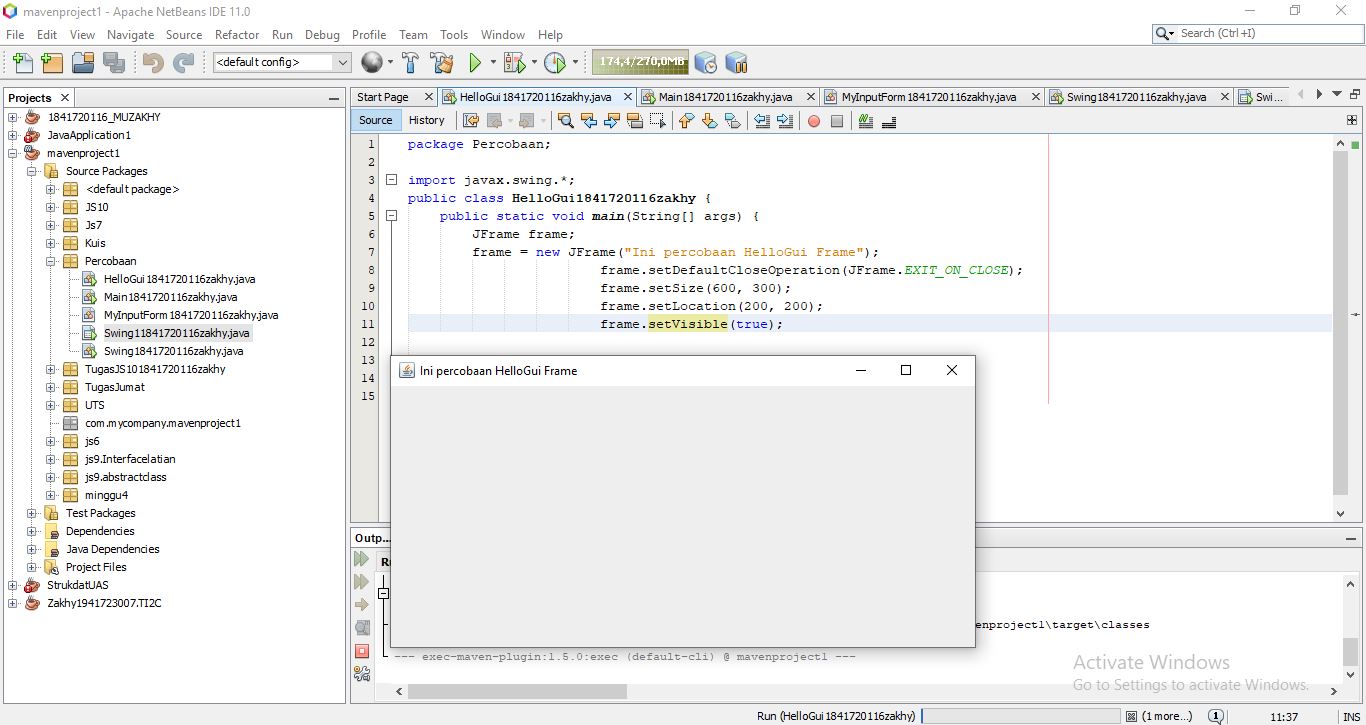 mavenproject1 - Apache NetBeans IDE 11.0
File Edit View Navigate Source Refactor Run Debug Profile Team Tools Window Help
Search (Ctrl+I)
<default config>
174,4/270,0MB
Projects
1841720116_MUZAKHY
JavaApplication1
mavenproject1
Source Packages
<default package>
JS10
Js7
Kuis
Percobaan
HelloGui1841720116zakhy.java
Main1841720116zakhy.java
MyInputForm1841720116zakhy.java
Swing11841720116zakhy.java
Swing1841720116zakhy.java
TugasJS101841720116zakhy
TugasJumat
UTS
com.mycompany.mavenproject1
js6
js9.Interfacelatian
js9.abstractclass
minggu4
Test Packages
Dependencies
Java Dependencies
Project Files
StrukdatUAS
Zakhy1941723007.TI2C
Start Page HelloGui1841720116zakhy.java Main1841720116zakhy.java MyInputForm1841720116zakhy.java Swing1841720116zakhy.java Swi...
Source History
1 package Percobaan;
2
3 import javax.swing.*;
4 public class HelloGui1841720116zakhy {
5 public static void main(String[] args) {
6 JFrame frame;
7 frame = new JFrame("Ini percobaan HelloGui Frame");
8 frame.setDefaultCloseOperation(JFrame.EXIT_ON_CLOSE);
9 frame.setSize(600, 300);
10 frame.setLocation(200, 200);
11 frame.setVisible(true);
12
13
14
15
Ini percobaan HelloGui Frame
Outp...
enproject1\target\classes
--- exec-maven-plugin:1.5.0:exec (default-cli) @ mavenproject1 ---
Activate Windows
Go to Settings to activate Windows.
Run (HelloGui1841720116zakhy) (1 more...) 1 11:37 INS